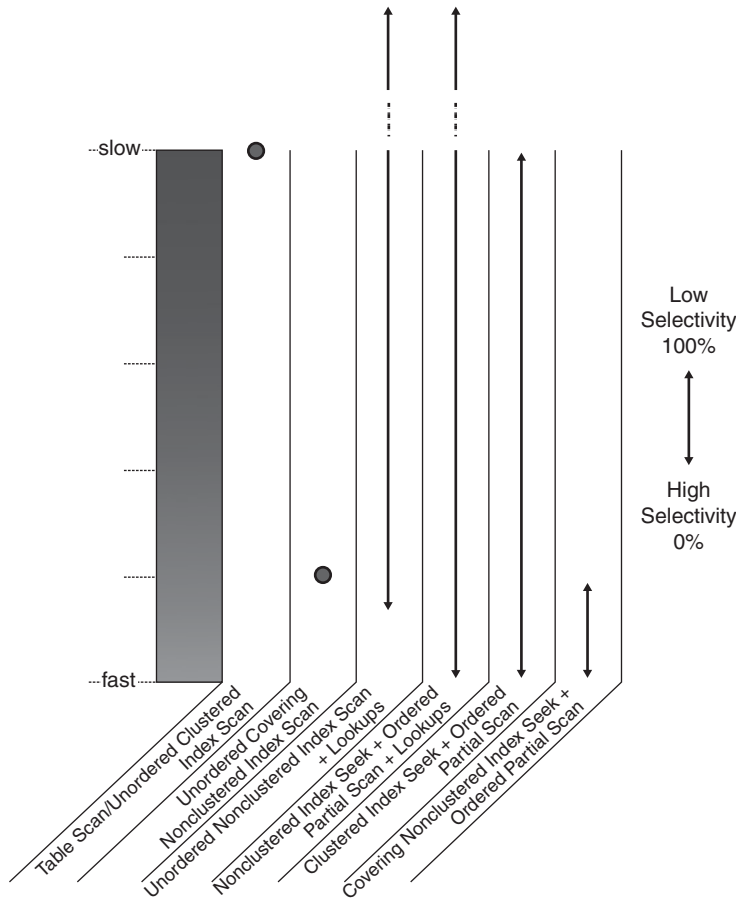 slow
fast
Low
Selectivity
100%
High
Selectivity
0%
Table Scan/Unordered Clustered
Index Scan
Unordered Covering
Nonclustered Index Scan
Unordered Nonclustered Index Scan
+ Lookups
Nonclustered Index Seek + Ordered
Partial Scan + Lookups
Clustered Index Seek + Ordered
Partial Scan
Covering Nonclustered Index Seek +
Ordered Partial Scan